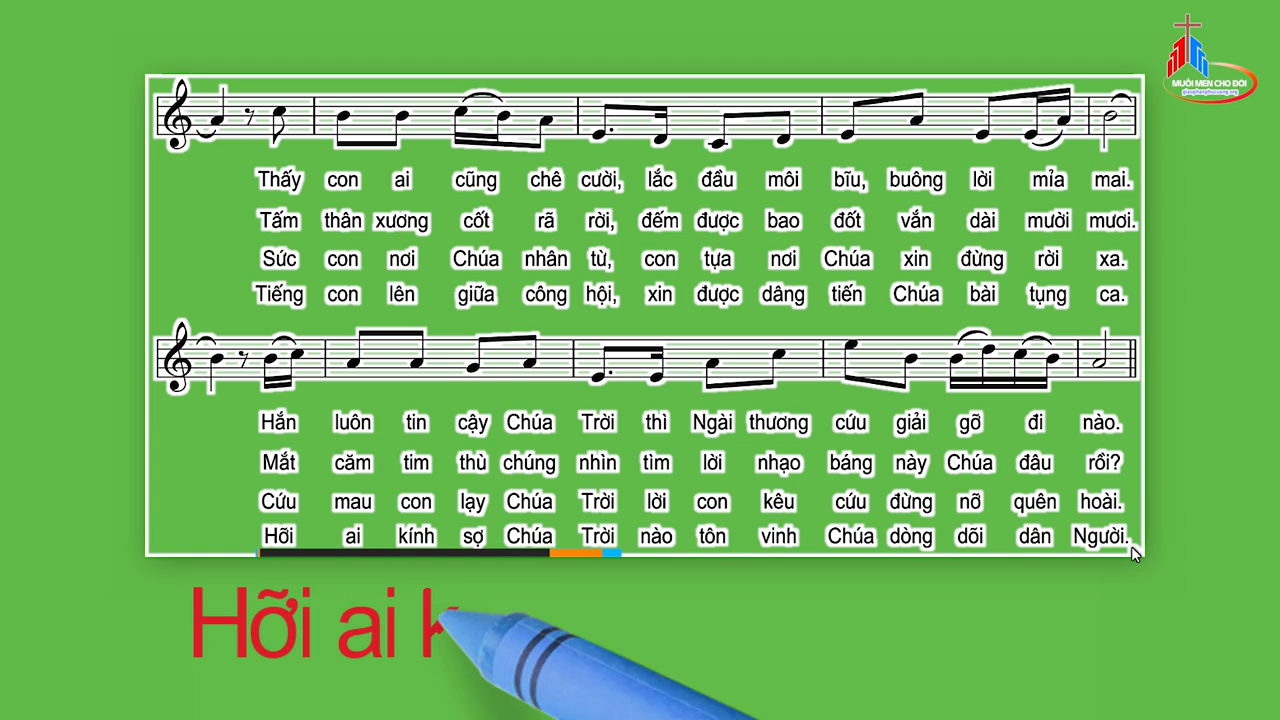 MUỐI MEN CHO ĐỜI
giaophanphucuong.org
Thấy con ai cũng chê cười, lắc đầu môi bĩu, buông lời mỉa mai.
Tấm thân xương cốt rã rời, đếm được bao đốt vắn dài mười mươi.
Sức con nơi Chúa nhân từ, con tựa nơi Chúa xin đừng rời xa.
Tiếng con lên giữa công hội, xin được dâng tiến Chúa bài tụng ca.
Hắn luôn tin cậy Chúa Trời thì Ngài thương cứu giải gỡ đi nào.
Mắt căm tim thù chúng nhìn tìm lời nhạo báng này Chúa đâu rồi?
Cứu mau con lạy Chúa Trời lời con kêu cứu đừng nỡ quên hoài.
Hỡi ai kính sợ Chúa Trời nào tôn vinh Chúa dòng dõi dân Người.
Hỡi ai k